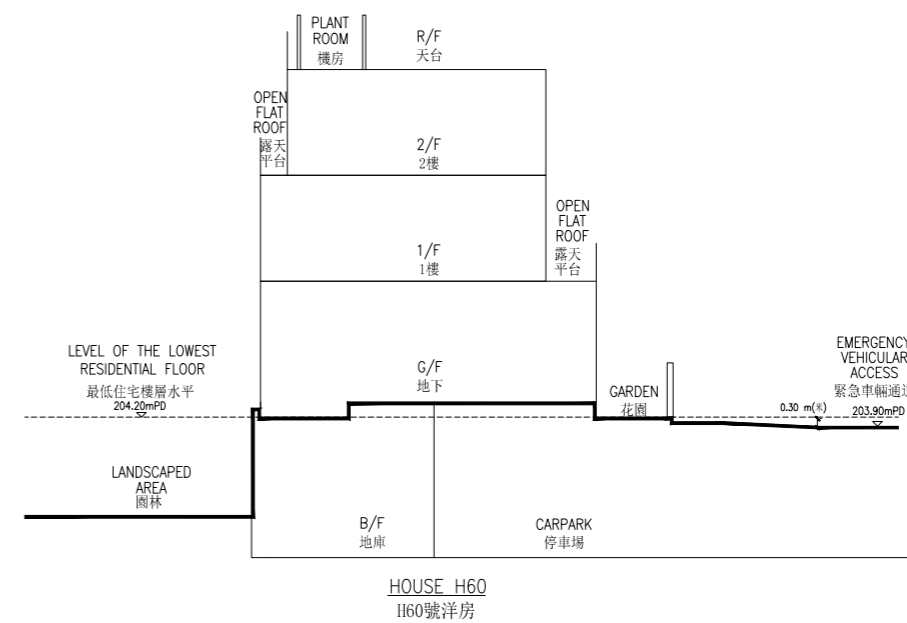 PLANT
ROOM
機房
R/F
天台
OPEN
FLAT
ROOF
露天
平台
2/F
2樓
OPEN
FLAT
ROOF
露天
平台
1/F
1樓
LEVEL OF THE LOWEST
RESIDENTIAL FLOOR
最低住宅樓層水平
204.20mPD
G/F
地下
GARDEN
花園
EMERGENCY
VEHICULAR
ACCESS
緊急車輛通道
0.30 m(米)
203.90mPD
LANDSCAPED
AREA
園林
B/F
地庫
CARPARK
停車場
HOUSE H60
H60號洋房